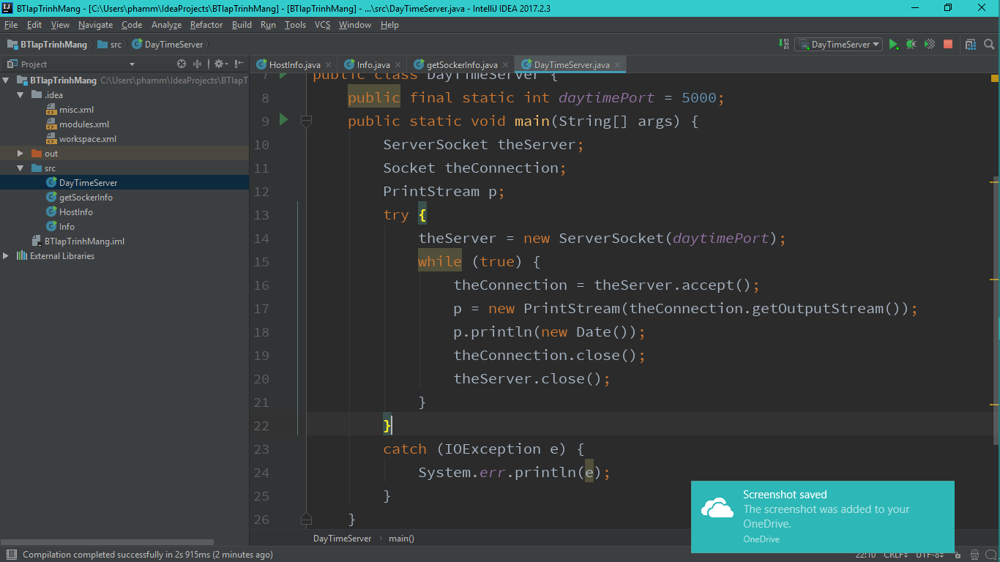 BTlapTrinhMang - [C:\Users\phamm\IdeaProjects\BTlapTrinhMang] - [BTlapTrinhMang] - ...\src\DayTimeServer.java - IntelliJ IDEA 2017.2.3
File Edit View Navigate Code Analyze Refactor Build Run Tools VCS Window Help
BTlapTrinhMang src DayTimeServer
DayTimeServer
Project
HostInfo.java Info.java getSockerInfo.java DayTimeServer.java
BTlapTrinhMang C:\Users\phamm\IdeaProjects\BTlapT
.idea
misc.xml
modules.xml
workspace.xml
out
src
DayTimeServer
getSockerInfo
HostInfo
Info
BTlapTrinhMang.iml
External Libraries
7 public class DayTimeServer {
8 public final static int daytimePort = 5000;
9 public static void main(String[] args) {
10 ServerSocket theServer;
11 Socket theConnection;
12 PrintStream p;
13 try {
14 theServer = new ServerSocket(daytimePort);
15 while (true) {
16 theConnection = theServer.accept();
17 p = new PrintStream(theConnection.getOutputStream());
18 p.println(new Date());
19 theConnection.close();
20 theServer.close();
21 }
22 }
23 catch (IOException e) {
24 System.err.println(e);
25 }
26 }
DayTimeServer main()
Screenshot saved
The screenshot was added to your
OneDrive.
OneDrive
Compilation completed successfully in 2s 915ms (2 minutes ago)
22:10 CRLF UTF-8